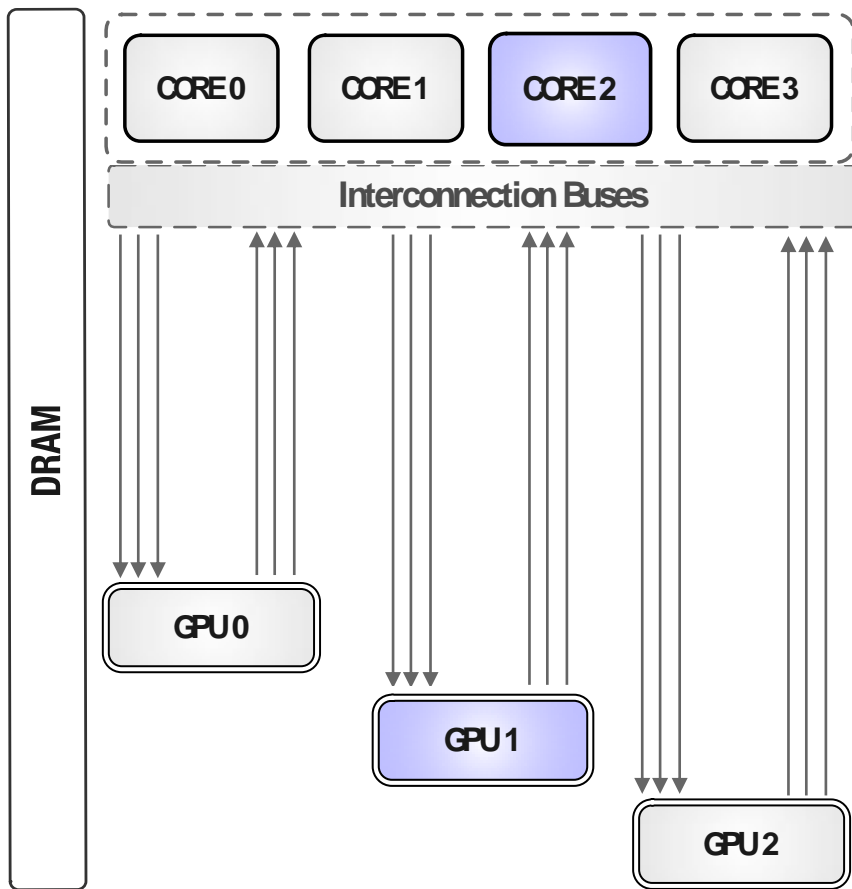 CORE 0
CORE 1
CORE 2
CORE 3
Interconnection Buses
DRAM
GPU 0
GPU 1
GPU 2